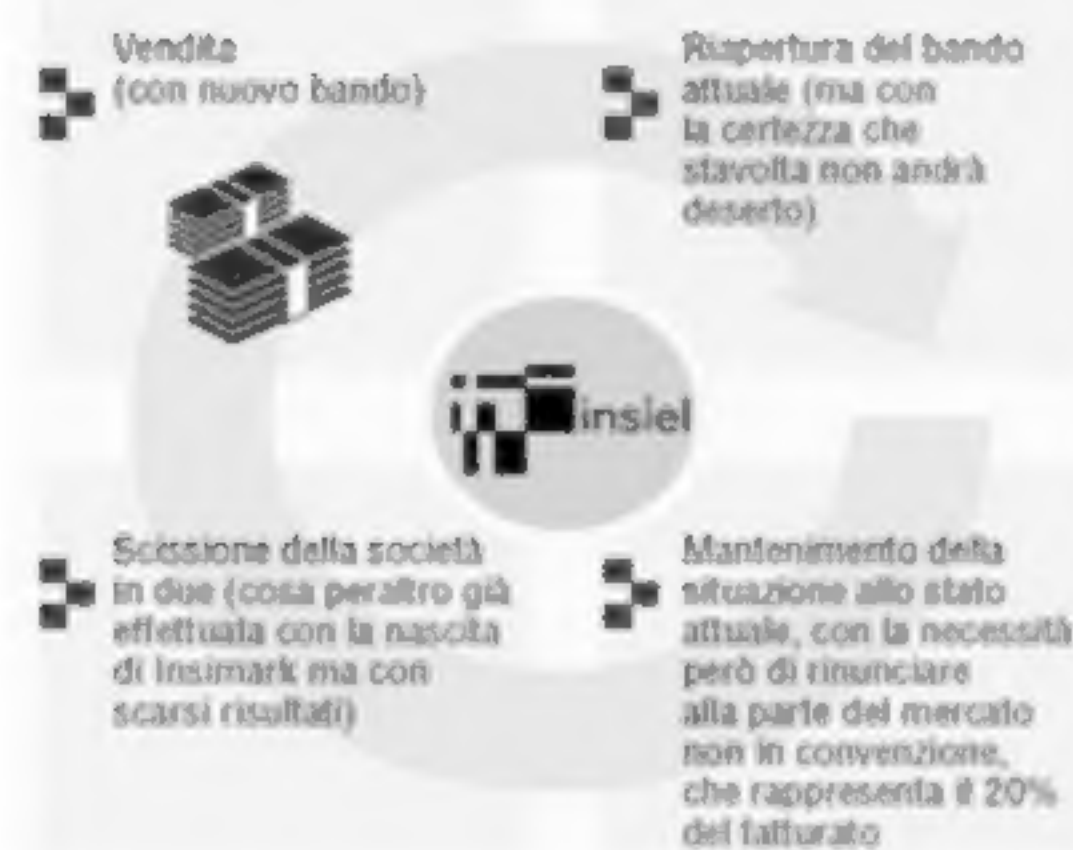 Vendita
(con nuovo bando)
Riapertura del bando
attuale (ma con
la certezza che
stavolta non andrà
deserto)
insiel
Scissione della società
in due (cosa peraltro già
effettuata con la nascita
di Insimark ma con
scarsi risultati)
Mantenimento della
situazione allo stato
attuale, con la necessità
però di rinunciare
alla parte del mercato
non in convenzione,
che rappresenta il 20%
del fatturato